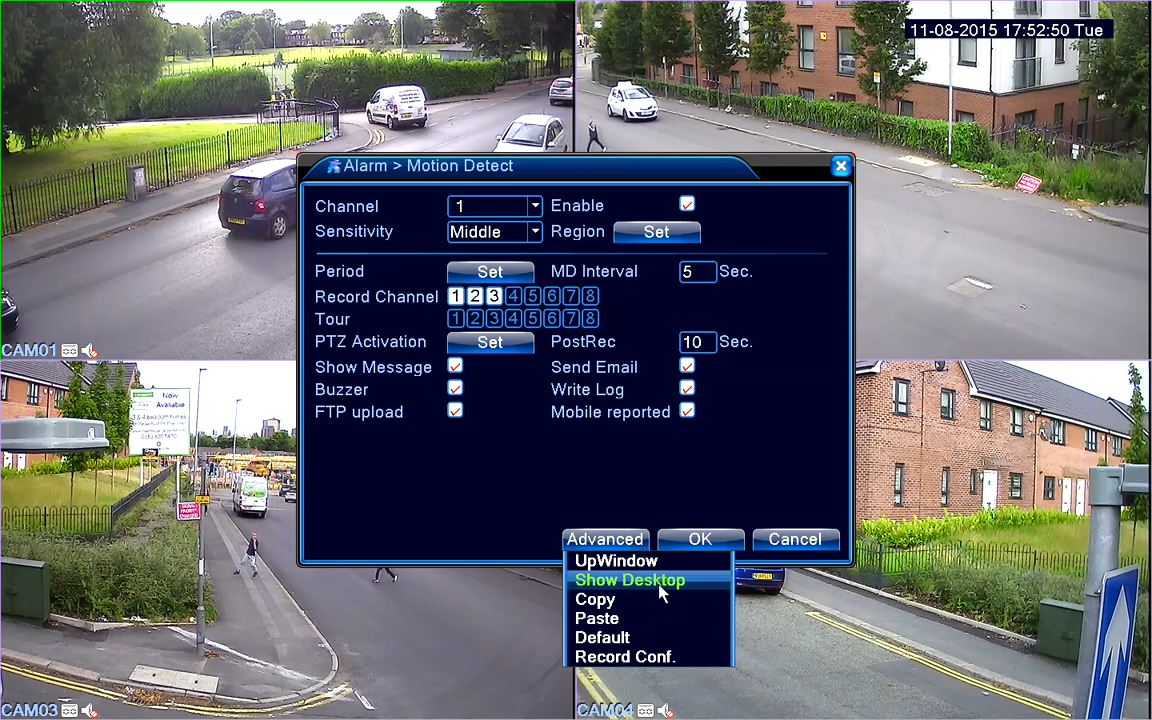 11-08-2015 17:52:50 Tue
Alarm > Motion Detect
Channel 1 Enable
Sensitivity Middle Region Set
Period Set MD Interval 5 Sec.
Record Channel 1 2 3 4 5 6 7 8
Tour 1 2 3 4 5 6 7 8
PTZ Activation Set PostRec 10 Sec.
Show Message Send Email
Buzzer Write Log
FTP upload Mobile reported
Advanced OK Cancel
UpWindow
Show Desktop
Copy
Paste
Default
Record Conf.
CAM01
Now
Available
CAM03
CAM04